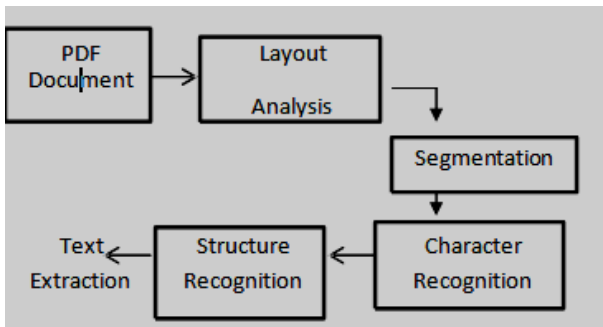 PDF
Document
Layout
Analysis
Segmentation
Character
Recognition
Structure
Recognition
Text
Extraction